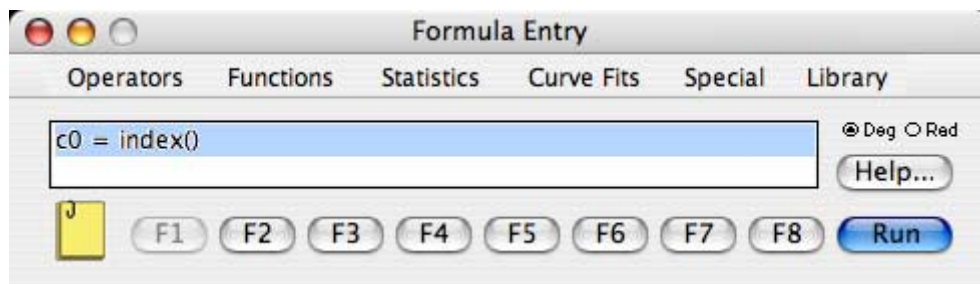 Formula Entry
Operators Functions Statistics Curve Fits Special Library
c0 = index()
Deg Rad
Help...
F1 F2 F3 F4 F5 F6 F7 F8 Run